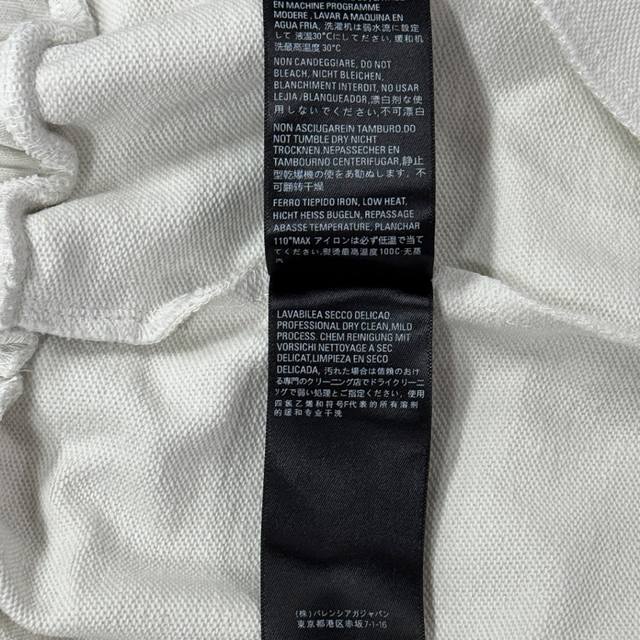 EN MACHINE PROGRAMME
MODERE, LAVAR A MAQUINA EN
AGUA FRIA, 洗濯机は弱水流に設定
して 液温30℃にしてください, 缓和机
洗最高温度 30℃
NON CANDEGGIARE, DO NOT
BLEACH, NICHT BLEICHEN,
BLANCHIMENT INTERDIT, NO USAR
LEJIA /BLANQUEADOR,漂白剤な使
用しないでください,不可漂白
NON ASCIUGAREIN TAMBURO.DO
NOT TUMBLE DRY NICHT
TROCKNEN.NEPASSECHER EN
TAMBOURNO CENTERIFUGAR,静止
型乾燥機の使をあ勧ぬします. 不
可翻转干燥
FERRO TIEPIDO IRON, LOW HEAT,
HICHT HEISS BUGELN, REPASSAGE
ABASSE TEMPERATURE, PLANCHAR
110°MAX アイロンは必ず低温で当て
てください.熨烫最高温度100C·无蒸
LAVABILEA SECCO DELICAO.
PROFESSIONAL DRY CLEAN,MILD
PROCESS. CHEM REINIGUNG MIT
VORSICHI NETTOYAGE A SEC
DELICAT,LIMPIEZA EN SECO
DELICADA, 汚れた場合は信頼のおけ
る専門のクリーニング店でドライクリーニ
リグで弱い処理とご指定ください, 使用
四氯乙烯和符号F代表的所有溶剂
的缓和专业干洗
(株) バレンシアガジャパン
東京都港区赤坂7-1-16